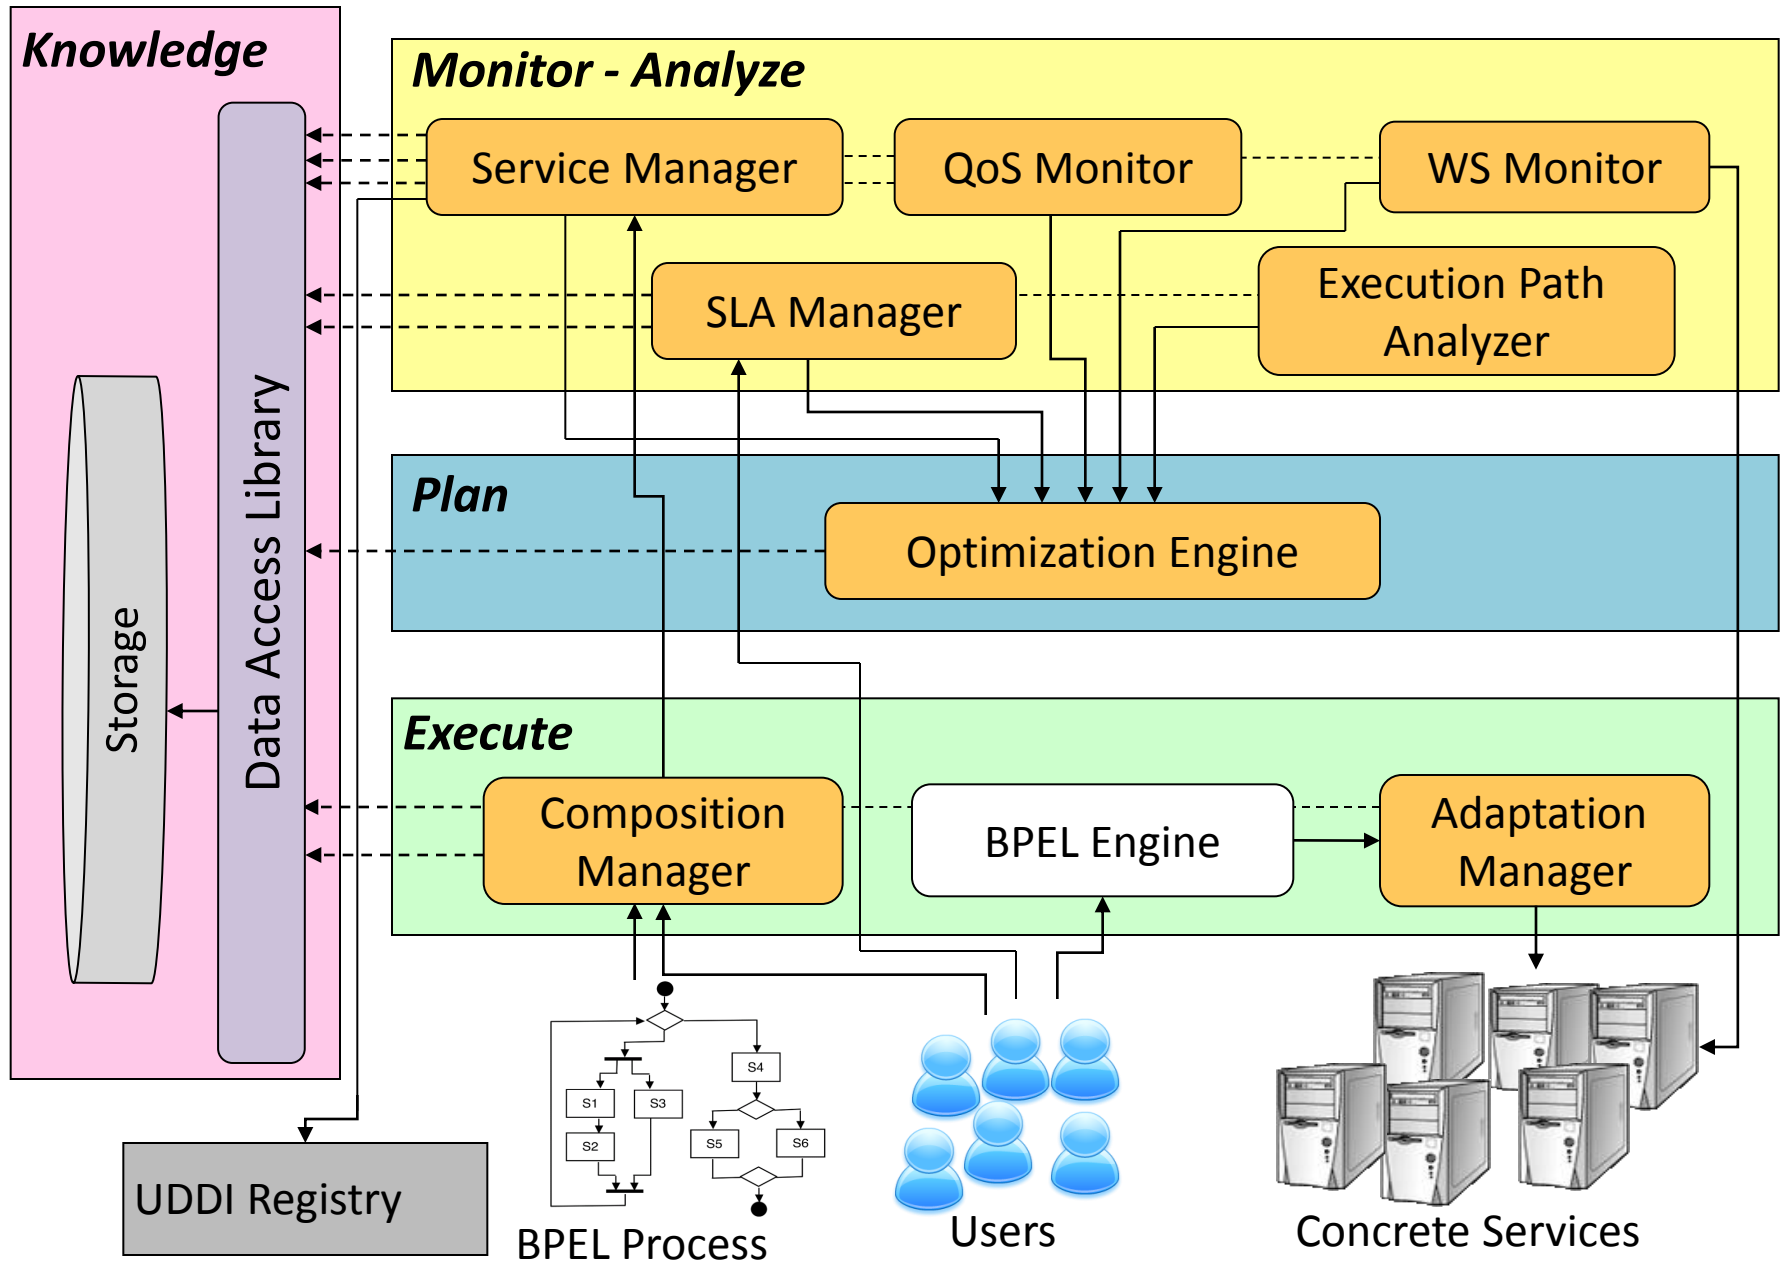 Knowledge
Monitor - Analyze
Service Manager
QoS Monitor
WS Monitor
SLA Manager
Execution Path
Analyzer
Data Access Library
Storage
Plan
Optimization Engine
Execute
Composition
Manager
BPEL Engine
Adaptation
Manager
S4
S1
S3
S2
S5
S6
UDDI Registry
BPEL Process
Users
Concrete Services